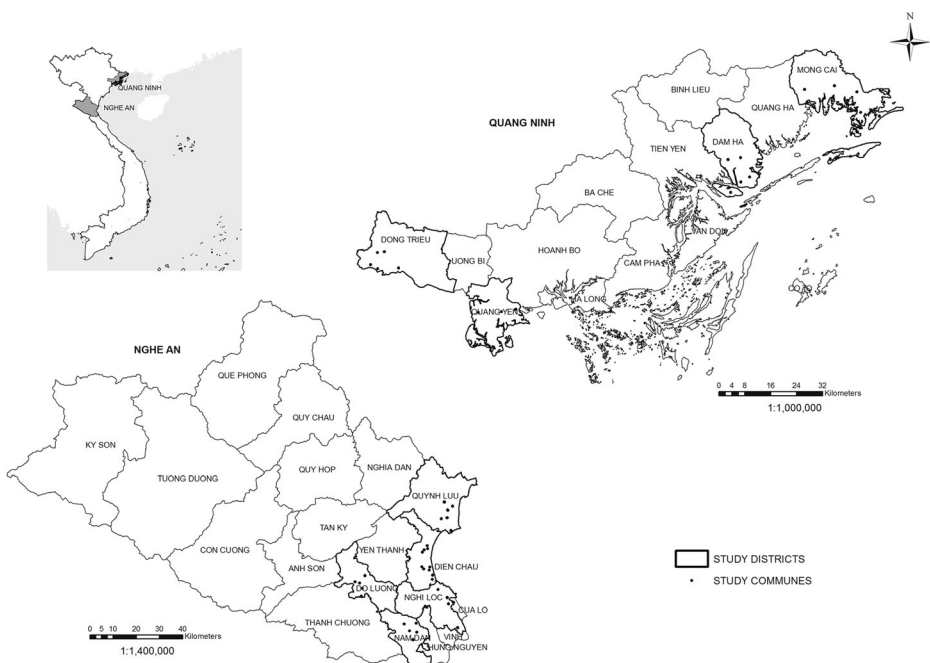 N
QUANG NINH
NGHE AN
QUANG NINH
MONG CAI
BINH LIEU
QUANG HA
DAM HA
TIEN YEN
BA CHE
VAN DON
DONG TRIEU
UONG BI
HOANH BO
CAM PHA
HA LONG
QUANG YEN
CO TO
0 4 8 16 24 32
Kilometers
1:1,000,000
NGHE AN
QUE PHONG
QUY CHAU
KY SON
TUONG DUONG
QUY HOP
NGHIA DAN
QUYNH LUU
TAN KY
CON CUONG
YEN THANH
ANH SON
DIEN CHAU
DO LUONG
NGHI LOC
CUA LO
THANH CHUONG
NAM DAN
VINH
HUNG NGUYEN
0 5 10 20 30 40
Kilometers
1:1,400,000
STUDY DISTRICTS
STUDY COMMUNES